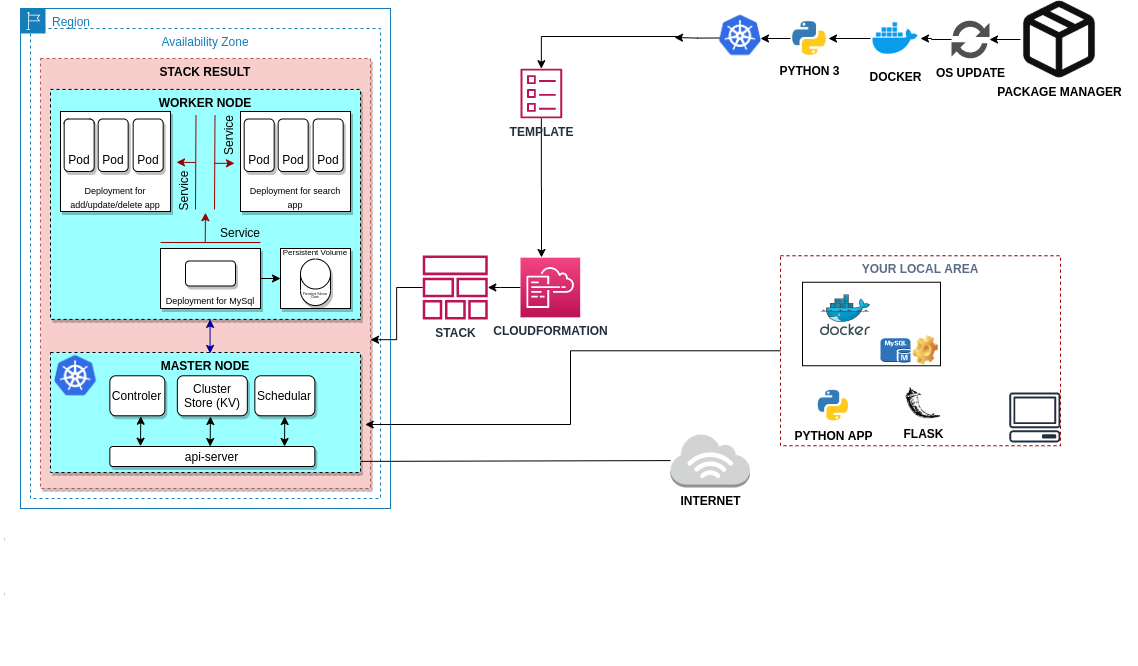 Region
Availability Zone
STACK RESULT
WORKER NODE
Pod
Pod
Pod
Deployment for
add/update/delete app
Service
Service
Pod
Pod
Pod
Deployment for search
app
Service
Deployment for MySql
Persistent Volume
Persistent Volume
Claim
MASTER NODE
Controler
Cluster
Store (KV)
Schedular
api-server
PYTHON 3
DOCKER
OS UPDATE
PACKAGE MANAGER
TEMPLATE
STACK
CLOUDFORMATION
YOUR LOCAL AREA
docker
MySQL
M
PYTHON APP
FLASK
INTERNET